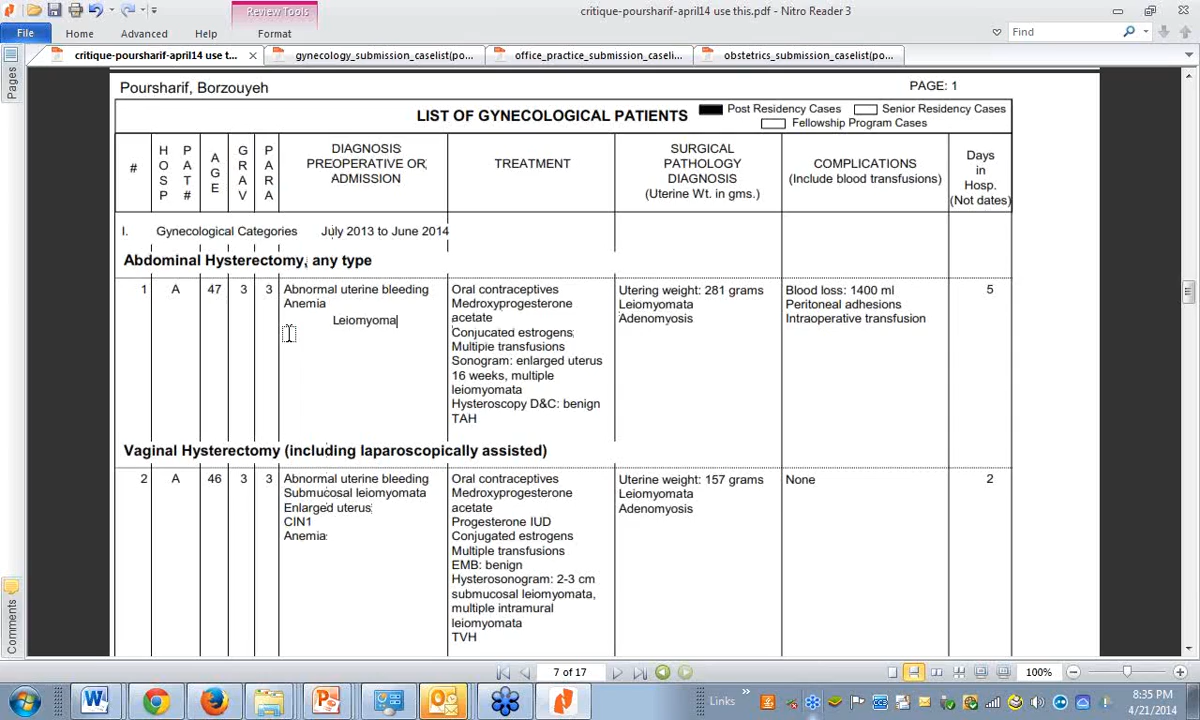 Review Tools
critique-poursharif-april14 use this.pdf - Nitro Reader 3
File Home Advanced Help Format Find
critique-poursharif-april14 use t... gynecology_submission_caselist(po... office_practice_submission_caseli... obstetrics_submission_caselist(po...
Pages
Comments
Poursharif, Borzouyeh PAGE: 1
LIST OF GYNECOLOGICAL PATIENTS Post Residency Cases Senior Residency Cases
Fellowship Program Cases
# HOSP PAT# AGE GRAV PARA
DIAGNOSIS
PREOPERATIVE OR
ADMISSION
TREATMENT
SURGICAL
PATHOLOGY
DIAGNOSIS
(Uterine Wt. in gms.)
COMPLICATIONS
(Include blood transfusions)
Days
in
Hosp.
(Not dates)
I. Gynecological Categories July 2013 to June 2014
Abdominal Hysterectomy, any type
1 A 47 3 3
Abnormal uterine bleeding
Anemia
Leiomyoma
Oral contraceptives
Medroxyprogesterone
acetate
Conjucated estrogens
Multiple transfusions
Sonogram: enlarged uterus
16 weeks, multiple
leiomyomata
Hysteroscopy D&C: benign
TAH
Utering weight: 281 grams
Leiomyomata
Adenomyosis
Blood loss: 1400 ml
Peritoneal adhesions
Intraoperative transfusion
5
Vaginal Hysterectomy (including laparoscopically assisted)
2 A 46 3 3
Abnormal uterine bleeding
Submucosal leiomyomata
Enlarged uterus
CIN1
Anemia
Oral contraceptives
Medroxyprogesterone
acetate
Progesterone IUD
Conjugated estrogens
Multiple transfusions
EMB: benign
Hysterosonogram: 2-3 cm
submucosal leiomyomata,
multiple intramural
leiomyomata
TVH
Uterine weight: 157 grams
Leiomyomata
Adenomyosis
None
2
7 of 17 100%
Links
8:35 PM
4/21/2014